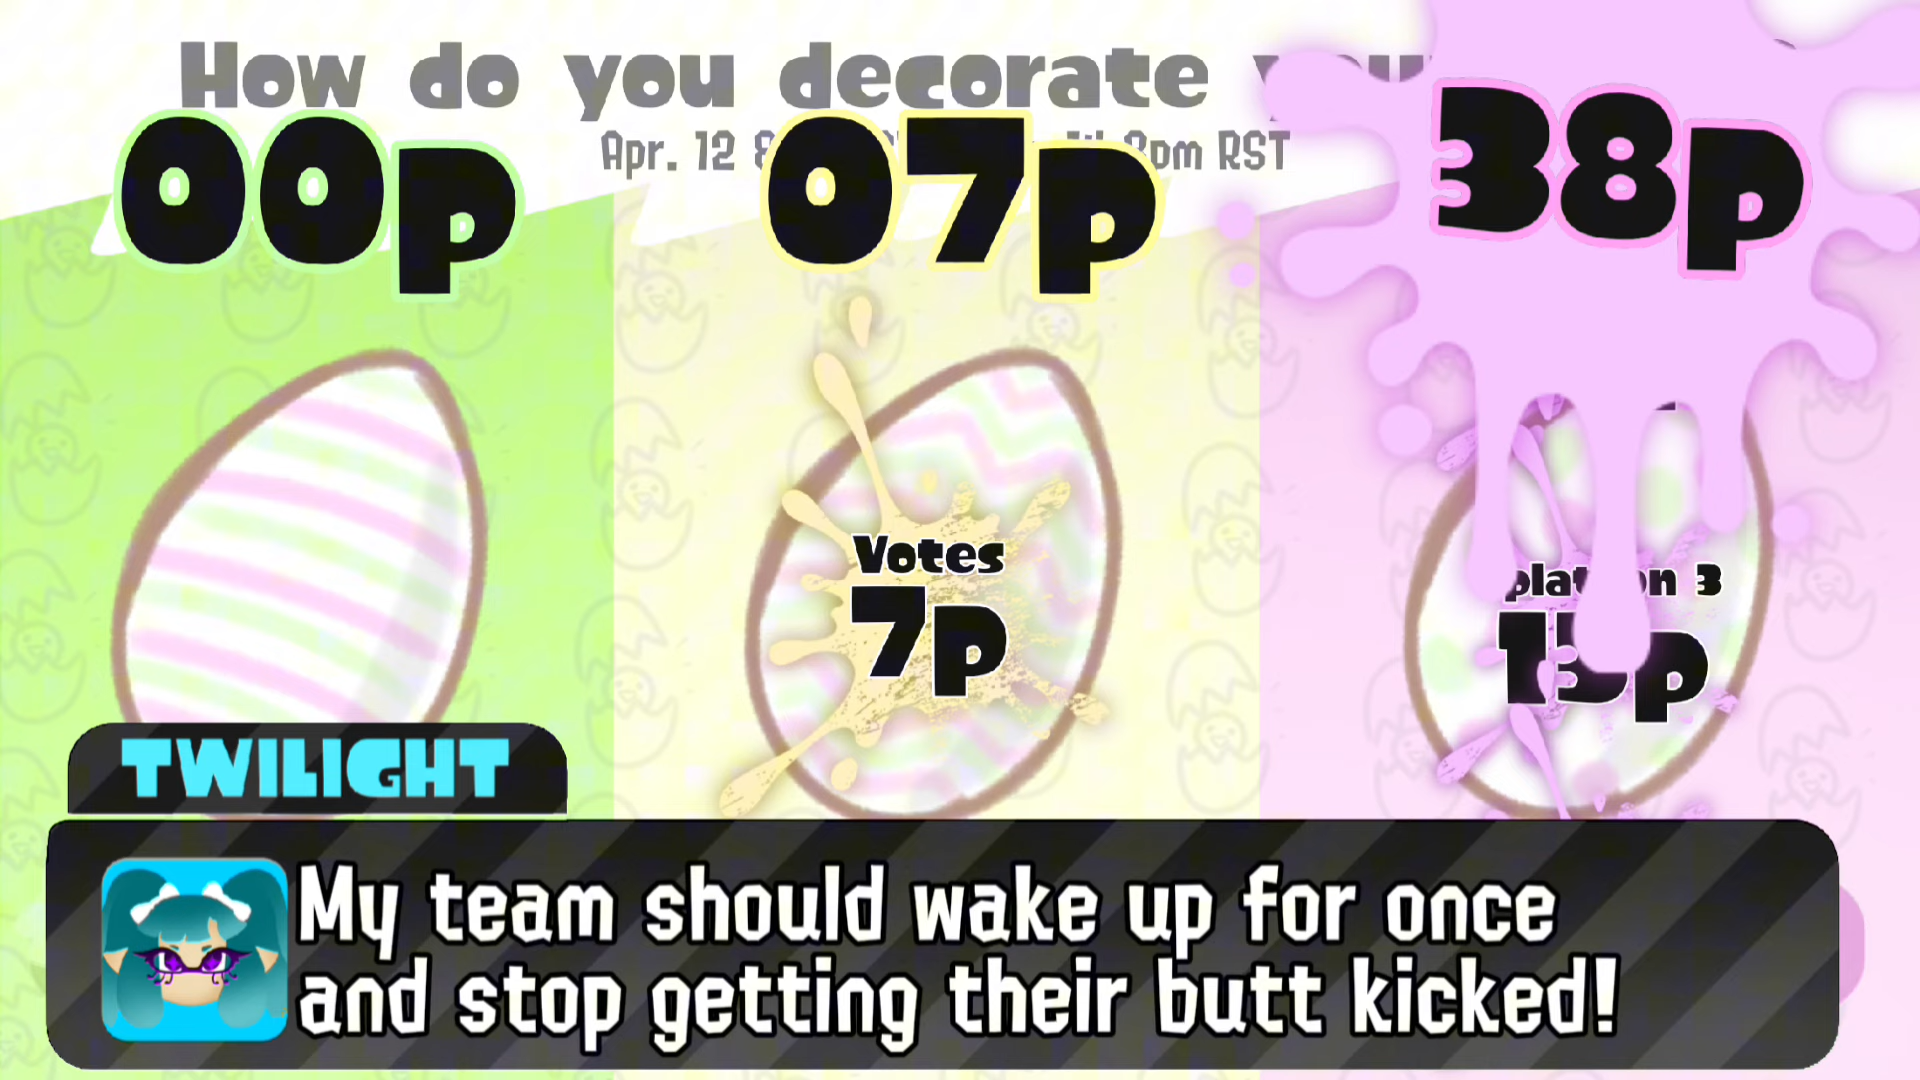 How do you decorate
Apr. 12 RST
00p
07p
38p
Votes
7p
3
TWILIGHT
My team should wake up for once
and stop getting their butt kicked!